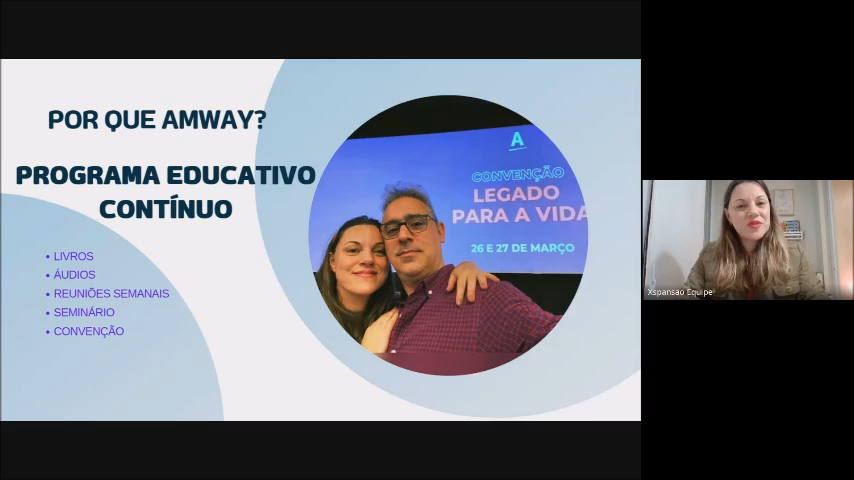 POR QUE AMWAY?
PROGRAMA EDUCATIVO
CONTÍNUO
• LIVROS
• ÁUDIOS
• REUNIÕES SEMANAIS
• SEMINÁRIO
• CONVENÇÃO
A
CONVENÇÃO
LEGADO
PARA A VIDA
26 E 27 DE MARÇO
Xspansao Equipe